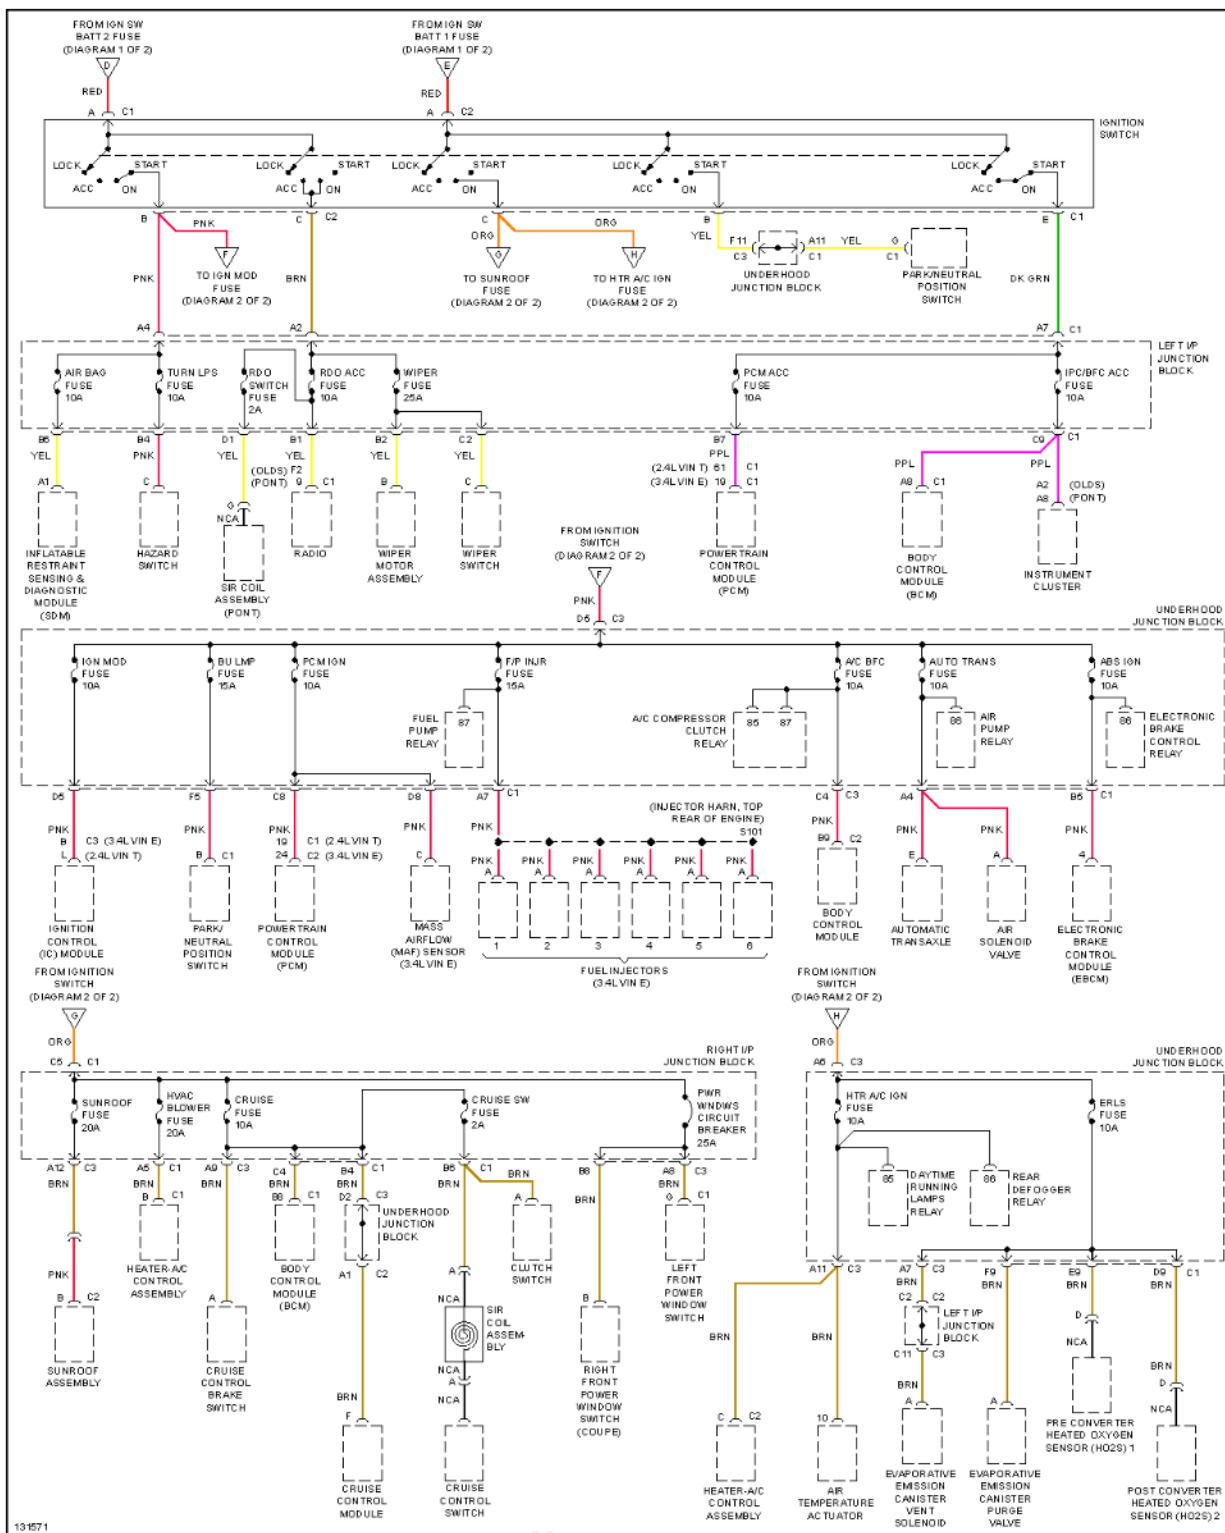 FROM IGN SW
BATT 2 FUSE
(DIAGRAM 1 OF 2)
D
RED
A C1
FROM IGN SW
BATT 1 FUSE
(DIAGRAM 1 OF 2)
E
RED
A C2
IGNITION
SWITCH
LOCK START LOCK START LOCK START LOCK START LOCK START
ACC ON ACC ON ACC ON ACC ON ACC ON
B C C2 C B E C1
PNK
F
TO IGN MOD
FUSE
(DIAGRAM 2 OF 2)
PNK
BRN
ORG
ORG
G
TO SUNROOF
FUSE
(DIAGRAM 2 OF 2)
H
TO HTR A/C IGN
FUSE
(DIAGRAM 2 OF 2)
YEL
F11 A11 YEL G
C3 C1 C1
UNDERHOOD
JUNCTION BLOCK
PARK/NEUTRAL
POSITION
SWITCH
DK GRN
A4 A2 A7 C1
LEFT I/P
JUNCTION
BLOCK
AIR BAG
FUSE
10A
TURN LPS
FUSE
10A
RDO
SWITCH
FUSE
2A
RDO ACC
FUSE
10A
WIPER
FUSE
25A
PCM ACC
FUSE
10A
IPC/BFC ACC
FUSE
10A
B6 B4 D1 B1 B2 C2 B7 C9 C1
YEL PNK YEL YEL YEL YEL PPL PPL PPL
(OLDS) F2
(PONT) 9 C1
(2.4L VIN T) 61 C1
(3.4L VIN E) 19 C1
A1 C G NCA B C A8 C1
A2 (OLDS)
A8 (PONT)
INFLATABLE
RESTRAINT
SENSING &
DIAGNOSTIC
MODULE
(SDM)
HAZARD
SWITCH
SIR COIL
ASSEMBLY
(PONT)
RADIO
WIPER
MOTOR
ASSEMBLY
WIPER
SWITCH
POWERTRAIN
CONTROL
MODULE
(PCM)
BODY
CONTROL
MODULE
(BCM)
INSTRUMENT
CLUSTER
FROM IGNITION
SWITCH
(DIAGRAM 2 OF 2)
F
PNK
D6 C3
UNDERHOOD
JUNCTION BLOCK
IGN MOD
FUSE
10A
BU LMP
FUSE
15A
PCM IGN
FUSE
10A
F/P INJR
FUSE
15A
A/C BFC
FUSE
10A
AUTO TRANS
FUSE
10A
ABS IGN
FUSE
10A
FUEL
PUMP
RELAY
87
A/C COMPRESSOR
CLUTCH
RELAY
85 87
86
AIR
PUMP
RELAY
86
ELECTRONIC
BRAKE
CONTROL RELAY
D5 F5 C8 D8 A7 C1 C4 C3 A4 B5 C1
PNK PNK PNK PNK PNK PNK PNK PNK PNK
B C3 (3.4L VIN E)
L (2.4L VIN T)
B C1
19 C1 (2.4L VIN T)
24 C2 (3.4L VIN E)
C
(INJECTOR HARN, TOP
REAR OF ENGINE)
S101
PNK PNK PNK PNK PNK PNK
A A A A A A
1 2 3 4 5 6
FUEL INJECTORS
(3.4L VIN E)
B9 C2
E A 4
IGNITION
CONTROL
(IC) MODULE
PARK/
NEUTRAL
POSITION
SWITCH
POWERTRAIN
CONTROL
MODULE
(PCM)
MASS
AIRFLOW
(MAF) SENSOR
(3.4L VIN E)
BODY
CONTROL
MODULE
AUTOMATIC
TRANSAXLE
AIR
SOLENOID
VALVE
ELECTRONIC
BRAKE
CONTROL
MODULE
(EBCM)
FROM IGNITION
SWITCH
(DIAGRAM 2 OF 2)
G
ORG
C5 C1
RIGHT I/P
JUNCTION BLOCK
SUNROOF
FUSE
20A
HVAC
BLOWER
FUSE
20A
CRUISE
FUSE
10A
CRUISE SW
FUSE
2A
PWR
WNDWS
CIRCUIT
BREAKER
25A
A12 C3 A5 C1 A9 C3 C4 B4 C1 B6 C1 B8 A8 C3
BRN BRN BRN BRN BRN BRN BRN BRN BRN
B C1 B8 C1 D2 C3 A G C1
UNDERHOOD
JUNCTION
BLOCK
A1 C2
PNK
B C2
SUNROOF
ASSEMBLY
HEATER-A/C
CONTROL
ASSEMBLY
A
CRUISE
CONTROL
BRAKE
SWITCH
BODY
CONTROL
MODULE
(BCM)
BRN
F
CRUISE
CONTROL
MODULE
CLUTCH
SWITCH
A
NCA
SIR
COIL
ASSEM-
BLY
NCA
A
NCA
CRUISE
CONTROL
SWITCH
B
RIGHT
FRONT
POWER
WINDOW
SWITCH
(COUPE)
LEFT
FRONT
POWER
WINDOW
SWITCH
FROM IGNITION
SWITCH
(DIAGRAM 2 OF 2)
H
ORG
A6 C3
UNDERHOOD
JUNCTION BLOCK
HTR A/C IGN
FUSE
10A
ERLS
FUSE
10A
85
DAYTIME
RUNNING
LAMPS
RELAY
86
REAR
DEFOGGER
RELAY
A11 C3 A7 C3 F9 E9 D9 C1
BRN BRN BRN BRN
C2 C2
LEFT I/P
JUNCTION
BLOCK
C11 C3
D
NCA
BRN BRN BRN BRN
D
NCA
C C2 10 A A
HEATER-A/C
CONTROL
ASSEMBLY
AIR
TEMPERATURE
ACTUATOR
EVAPORATIVE
EMISSION
CANISTER
VENT
SOLENOID
EVAPORATIVE
EMISSION
CANISTER
PURGE
VALVE
PRE CONVERTER
HEATED OXYGEN
SENSOR (HO2S) 1
POST CONVERTER
HEATED OXYGEN
SENSOR (HO2S) 2
131571